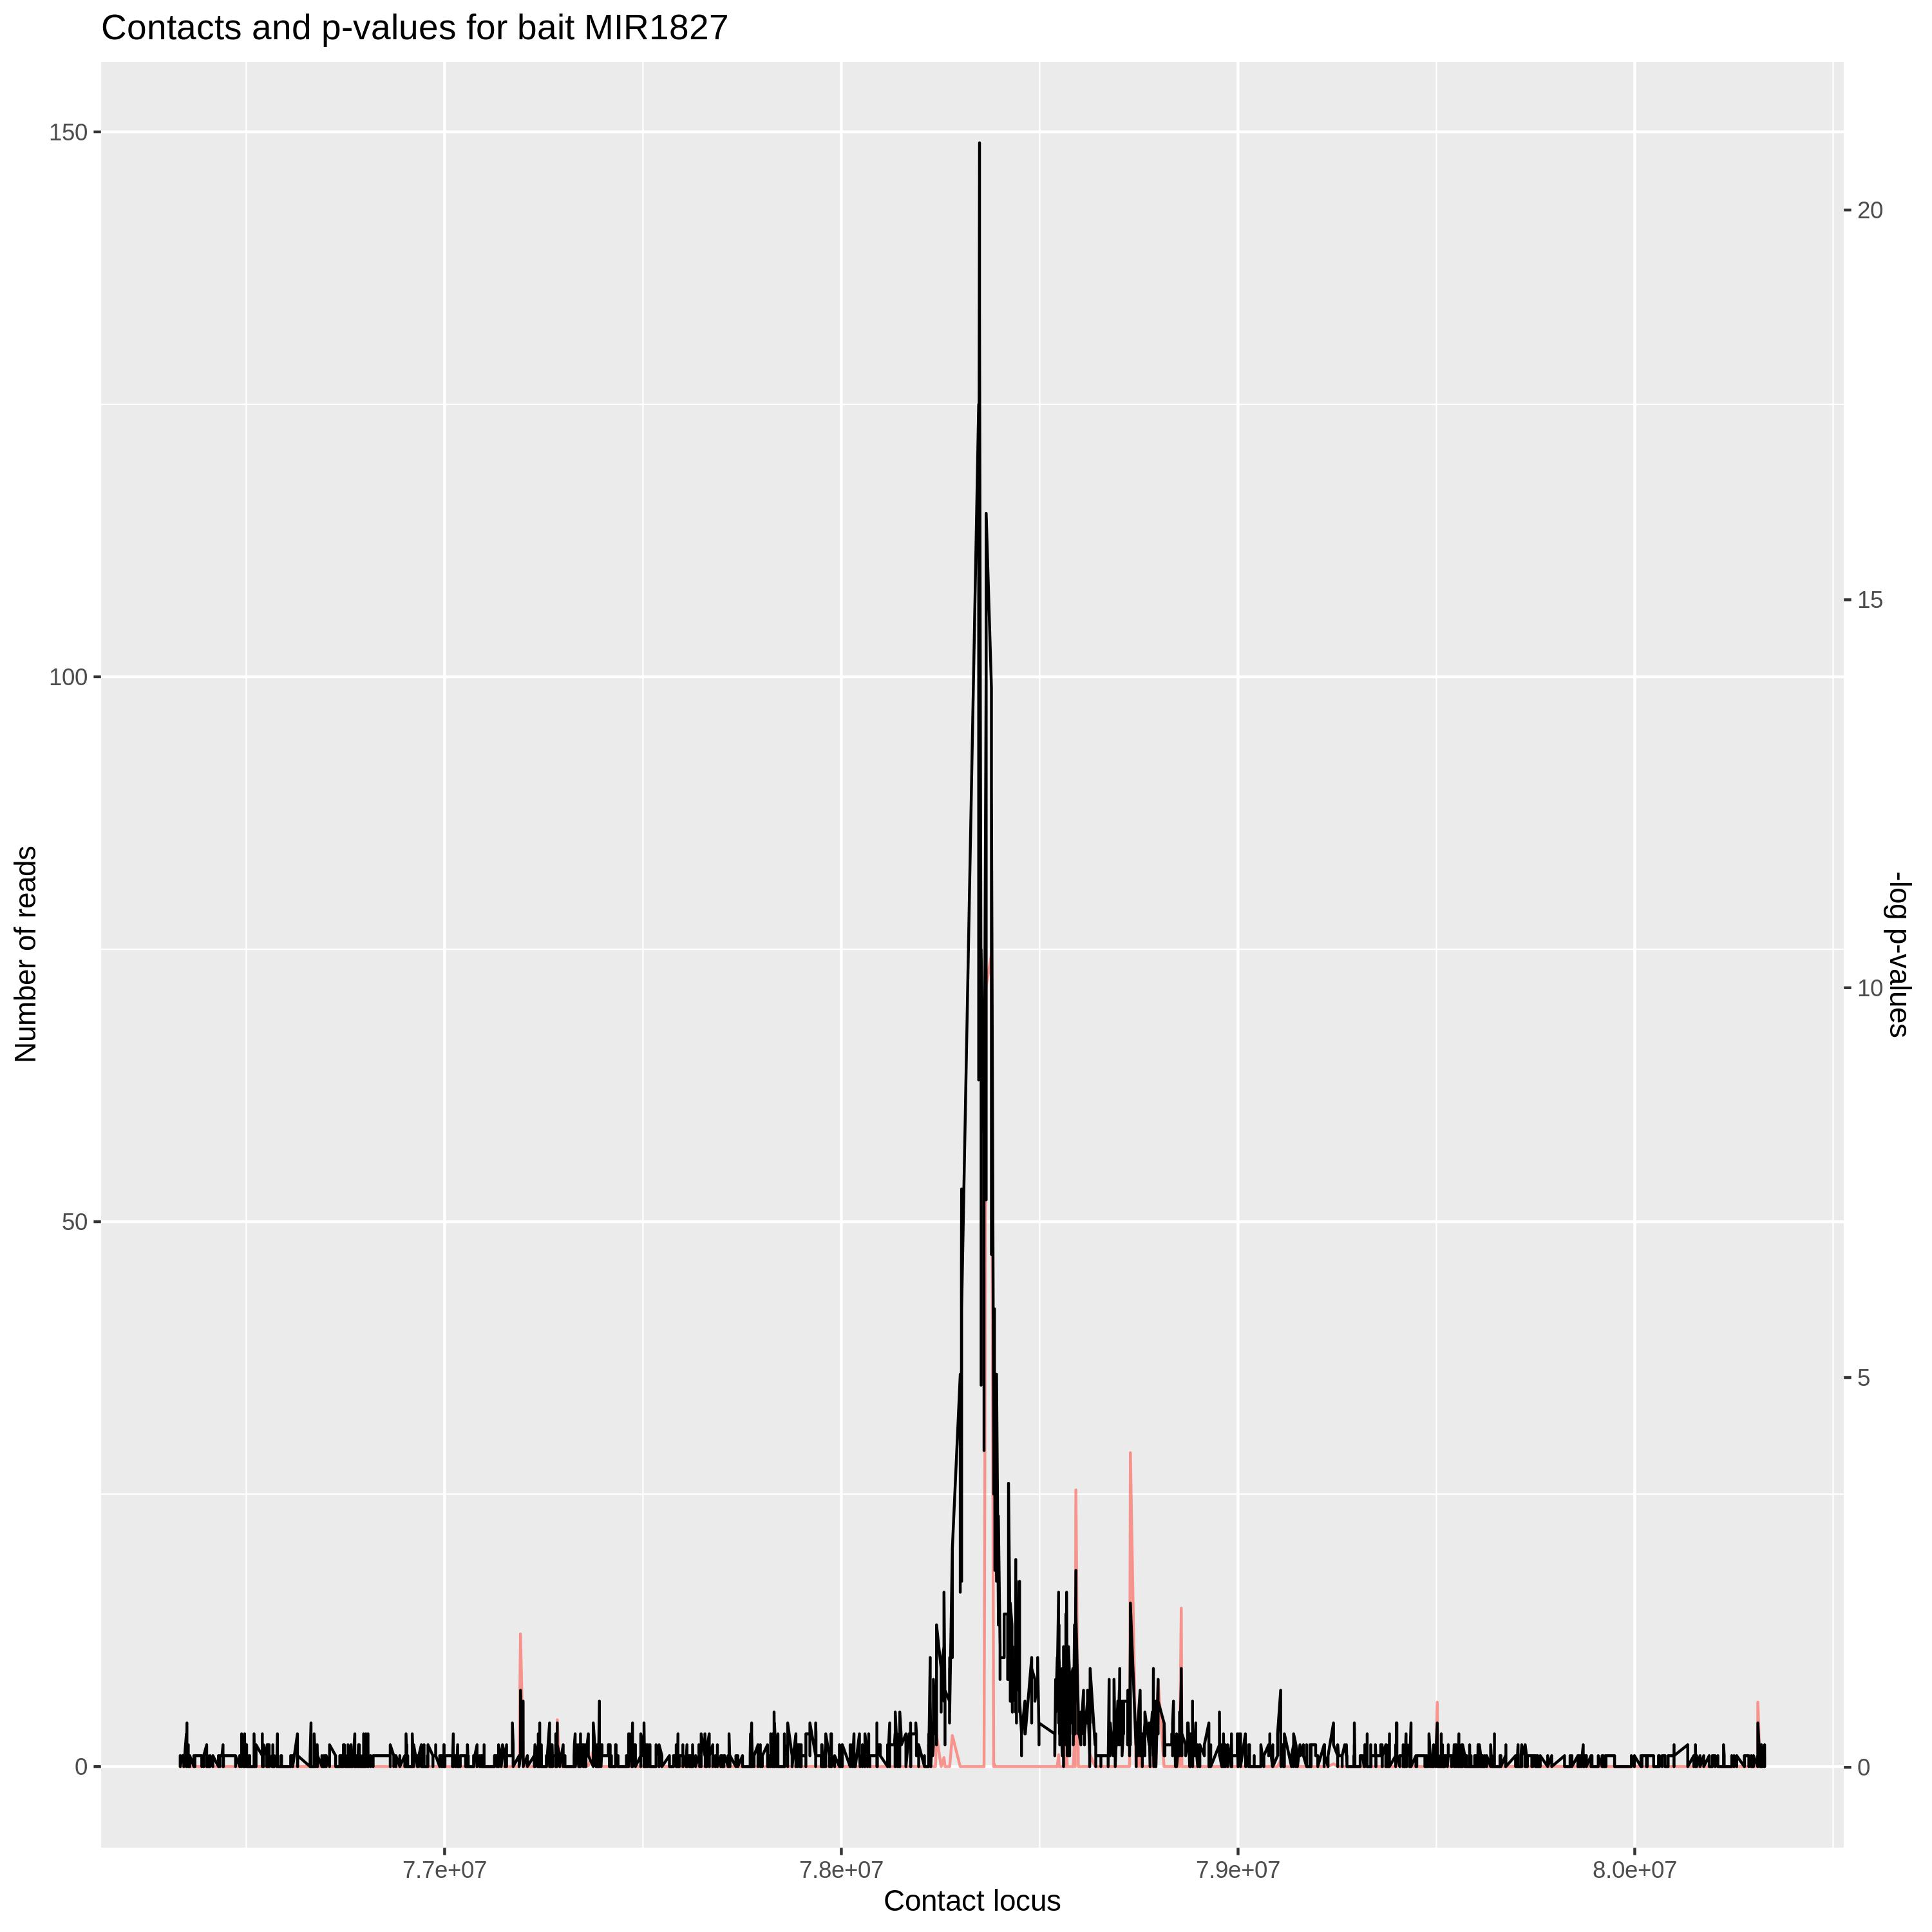 Contacts and p-values for bait MIR1827
150
100
50
0
20
15
10
5
0
Number of reads
-log p-values
7.7e+07
7.8e+07
7.9e+07
8.0e+07
Contact locus